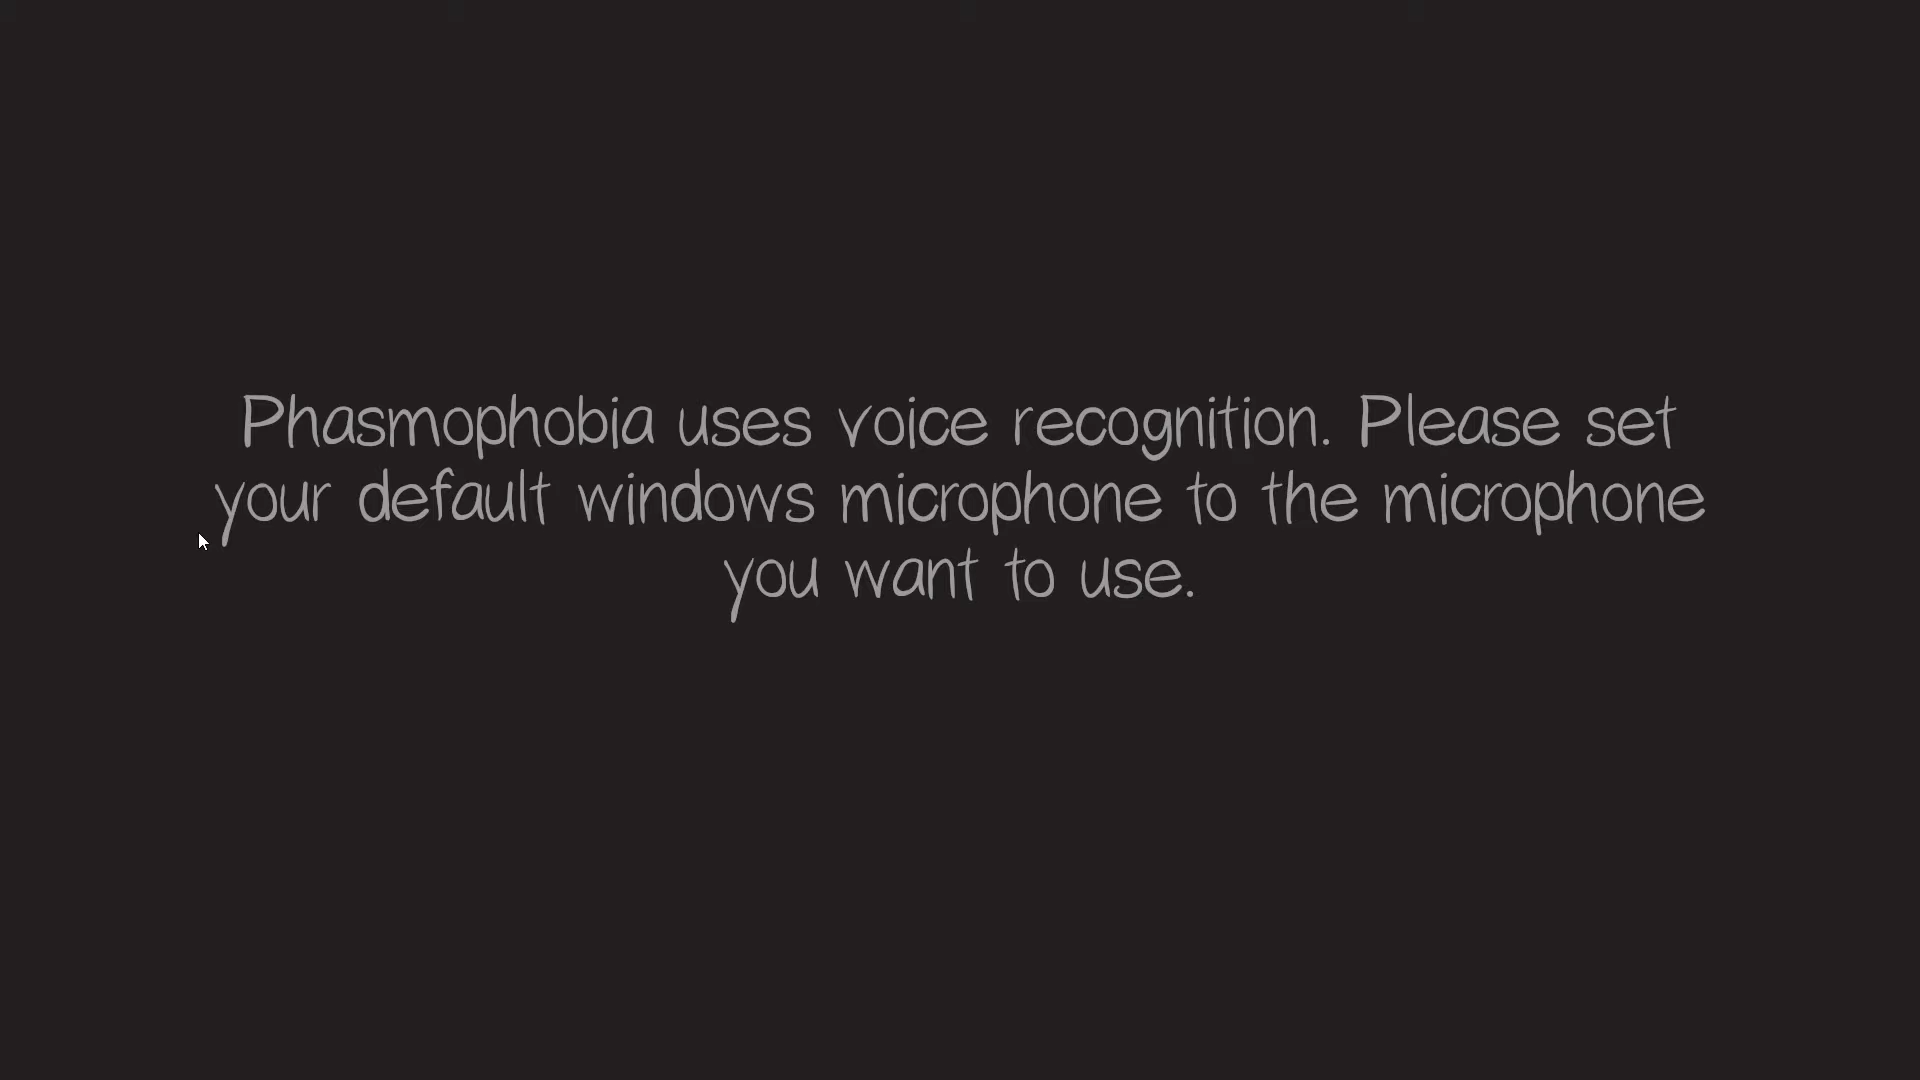 Phasmophobia uses voice recognition. Please set
your default windows microphone to the microphone
you want to use.